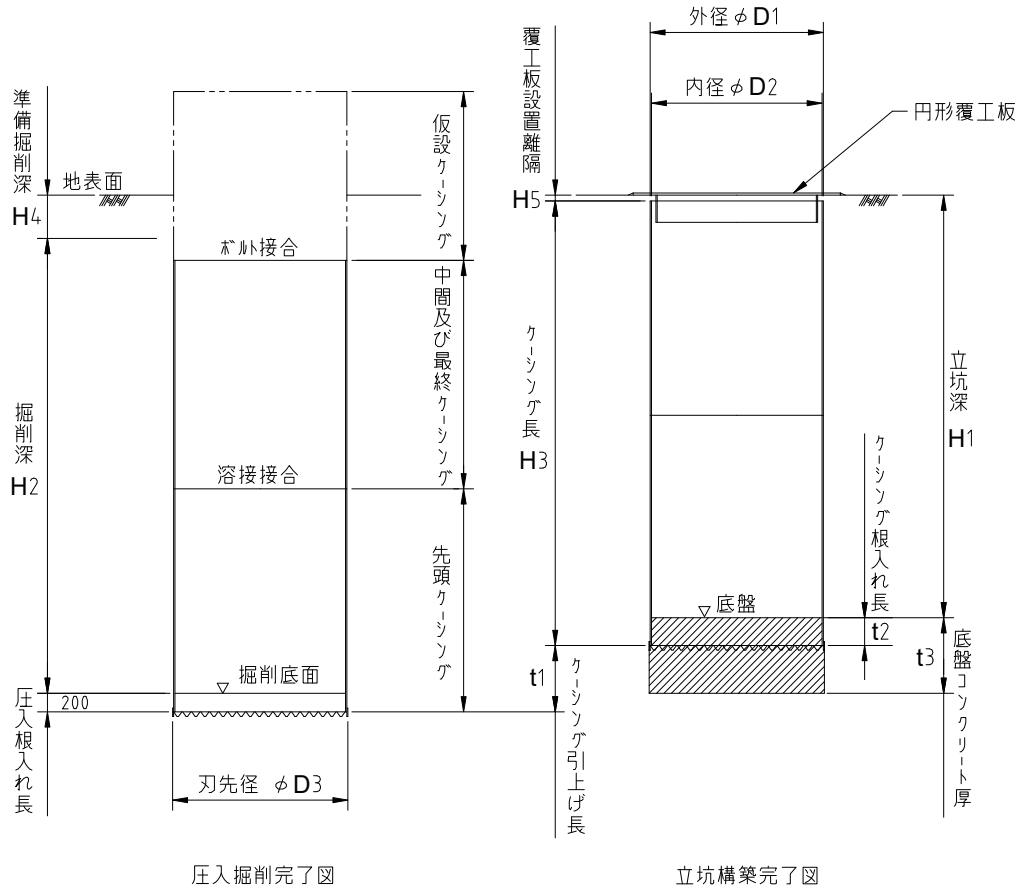 準備掘削深
H4
地表面
仮設ケーシング
ボルト接合
中間及び最終ケーシング
掘削深
H2
溶接接合
先頭ケーシング
掘削底面
200
圧入根入れ長
刃先径 φD3
圧入掘削完了図
外径φD1
内径φD2
覆工板設置離隔
H5
円形覆工板
ケーシング長
H3
立坑深
H1
ケーシング根入れ長
t2
底盤
t3
t1
ケーシング引上げ長
底盤コンクリート厚
立坑構築完了図